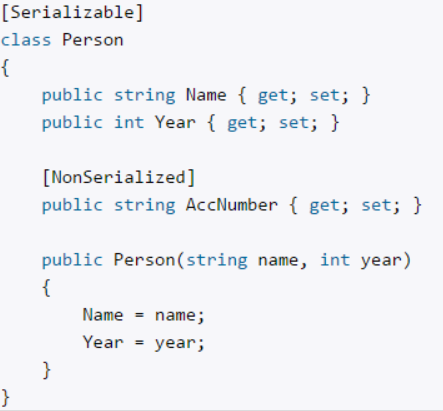 [Serializable]
class Person
{
    public string Name { get; set; }
    public int Year { get; set; }

    [NonSerialized]
    public string AccNumber { get; set; }

    public Person(string name, int year)
    {
        Name = name;
        Year = year;
    }
}